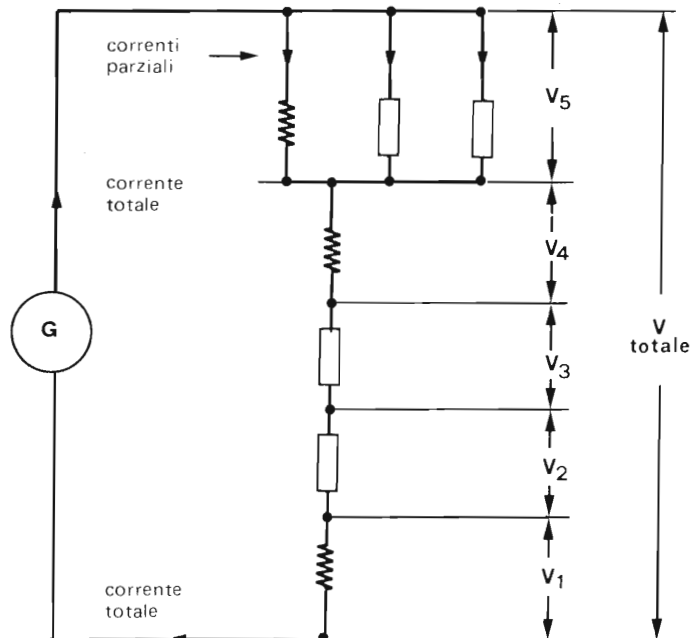 correnti
parziali
V5
corrente
totale
V4
G
V
totale
V3
V2
corrente
totale
V1